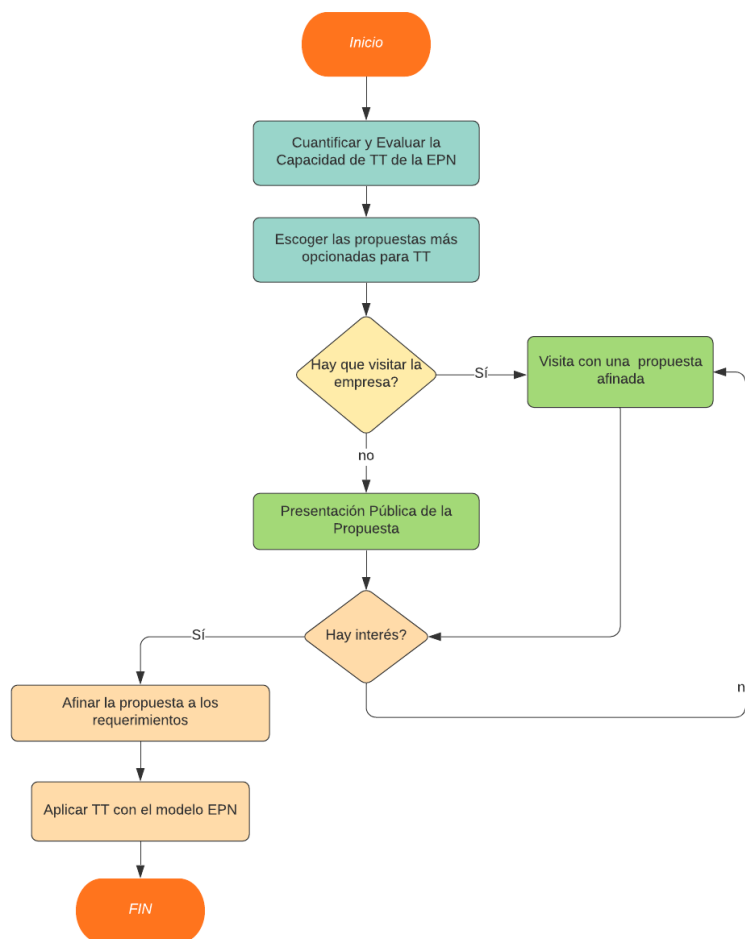 Inicio
Cuantificar y Evaluar la
Capacidad de TT de la EPN
Escoger las propuestas más
opcionadas para TT
Hay que visitar la
empresa?
Sí
Visita con una propuesta
afinada
no
Presentación Pública de la
Propuesta
Hay interés?
Sí
Afinar la propuesta a los
requerimientos
Aplicar TT con el modelo EPN
FIN